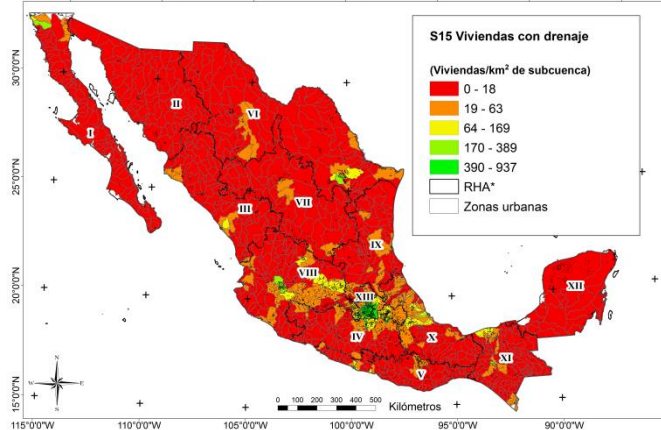 S15 Viviendas con drenaje
(Viviendas/km² de subcuenca)
0 - 18
19 - 63
64 - 169
170 - 389
390 - 937
RHA*
Zonas urbanas
30°0'0"N
25°0'0"N
20°0'0"N
15°0'0"N
I
II
VI
III
VII
IX
VIII
XIII
XII
IV
X
XI
V
N
W
E
S
0 50 100 200 300 400 500
Kilómetros
115°0'0"W
110°0'0"W
105°0'0"W
100°0'0"W
95°0'0"W
90°0'0"W